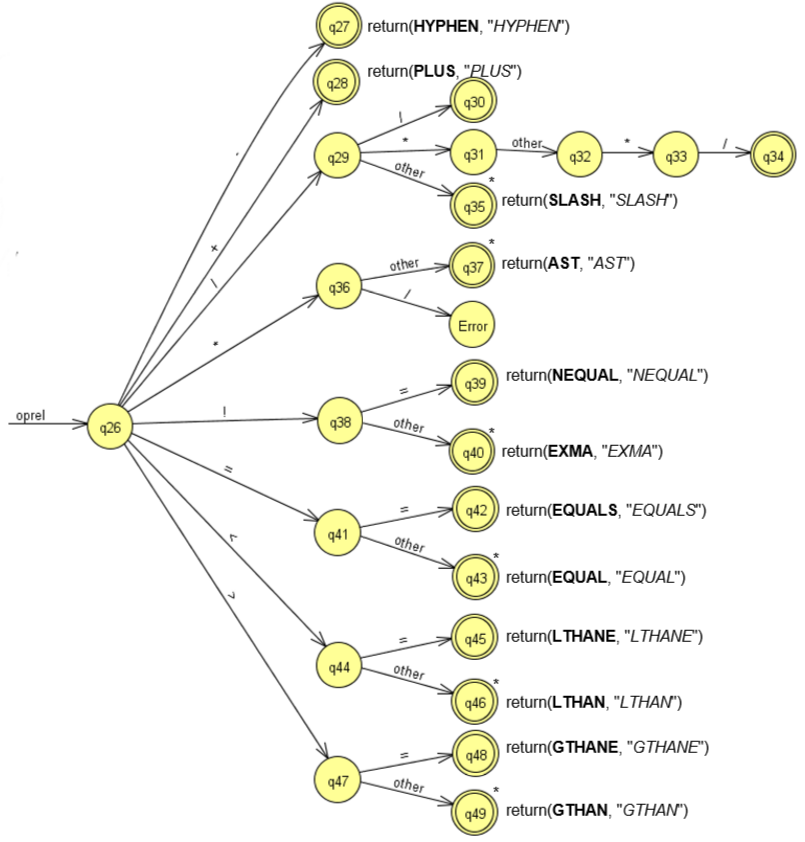 q27 return(HYPHEN, "HYPHEN")
q28 return(PLUS, "PLUS")
q30
/
q29 * q31 other q32 * q33 / q34
other
* q35 return(SLASH, "SLASH")
-
+
/
* q37 return(AST, "AST")
other
q36
/
Error
*
q39 return(NEQUAL, "NEQUAL")
=
oprel q26 ! q38
other
* q40 return(EXMA, "EXMA")
=
q42 return(EQUALS, "EQUALS")
=
q41
other
* q43 return(EQUAL, "EQUAL")
<
q45 return(LTHANE, "LTHANE")
=
q44
other
* q46 return(LTHAN, "LTHAN")
>
q48 return(GTHANE, "GTHANE")
=
q47
other
* q49 return(GTHAN, "GTHAN")